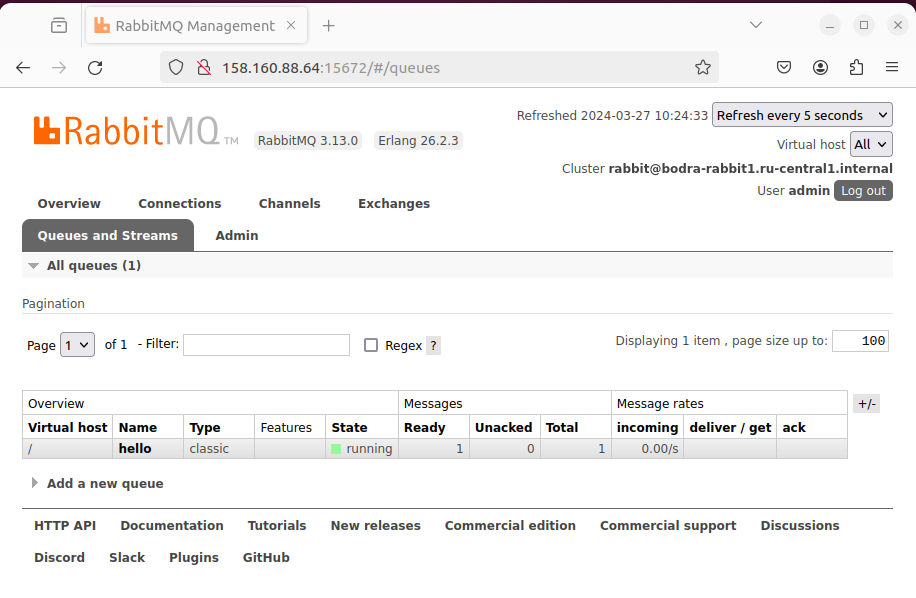 RabbitMQ Management
158.160.88.64:15672/#/queues
Refreshed 2024-03-27 10:24:33 Refresh every 5 seconds
RabbitMQ TM RabbitMQ 3.13.0 Erlang 26.2.3
Virtual host All
Cluster rabbit@bodra-rabbit1.ru-central1.internal
User admin Log out
Overview Connections Channels Exchanges
Queues and Streams Admin
All queues (1)
Pagination
Page 1 of 1 - Filter: Regex ? Displaying 1 item , page size up to: 100
Overview Messages Message rates +/-
Virtual host Name Type Features State Ready Unacked Total incoming deliver / get ack
/ hello classic running 1 0 1 0.00/s
Add a new queue
HTTP API Documentation Tutorials New releases Commercial edition Commercial support Discussions
Discord Slack Plugins GitHub